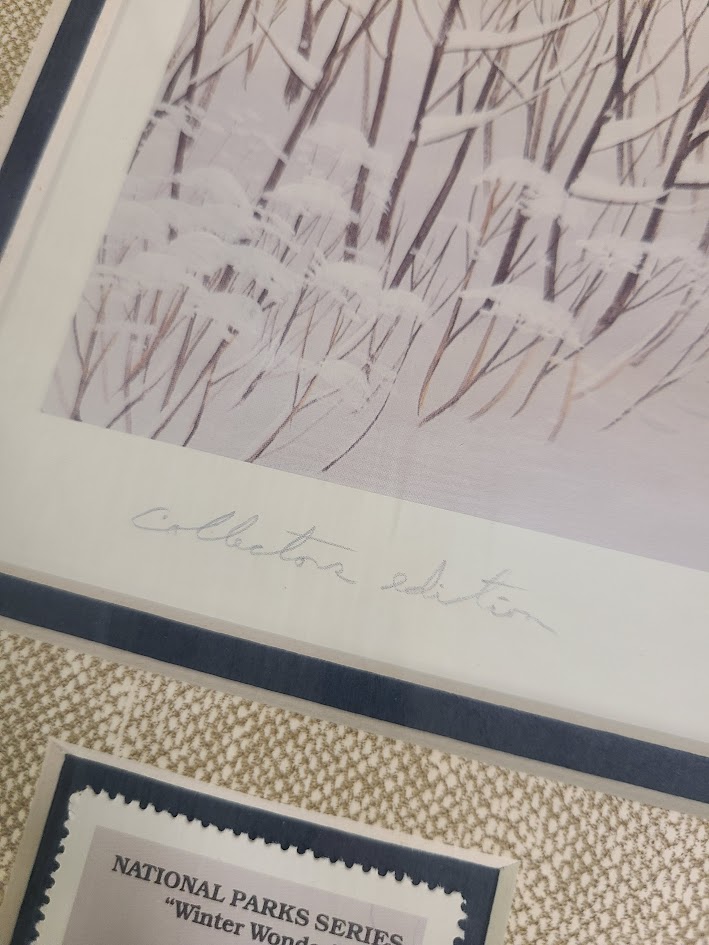 collectors edition
NATIONAL PARKS SERIES
"Winter Wonde